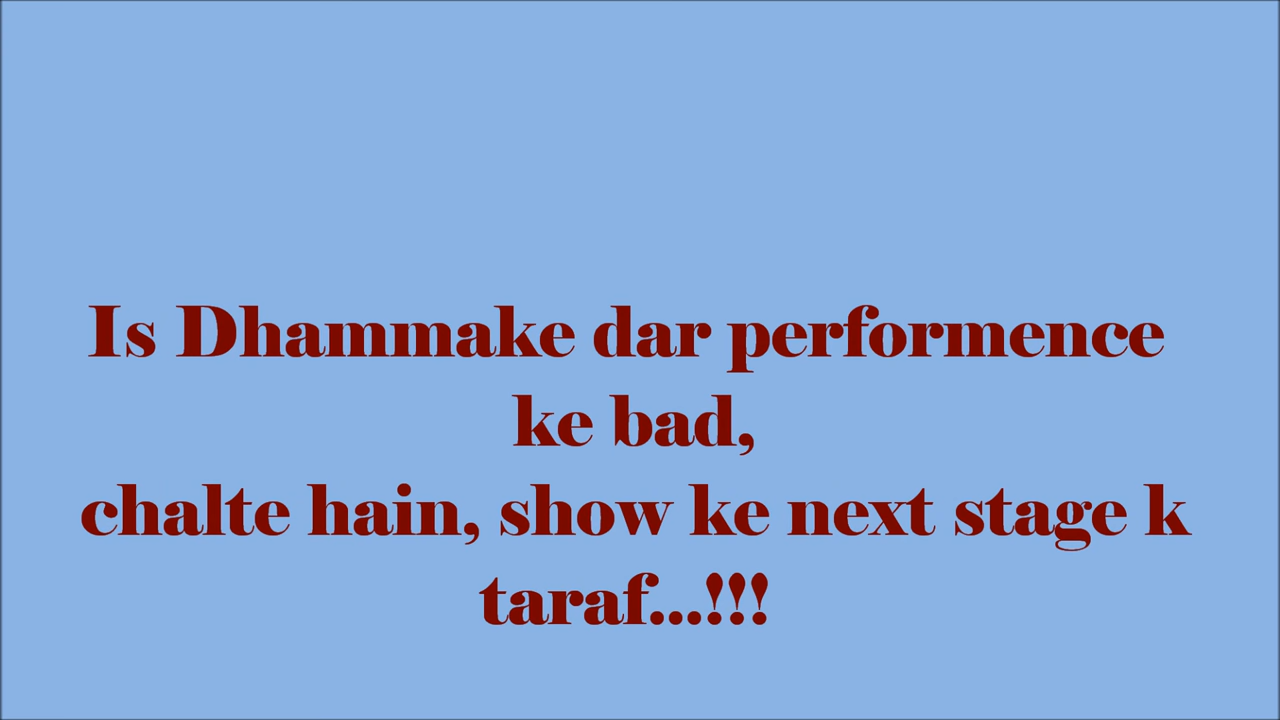 Is Dhammake dar performence
ke bad,
chalte hain, show ke next stage k
taraf...!!!